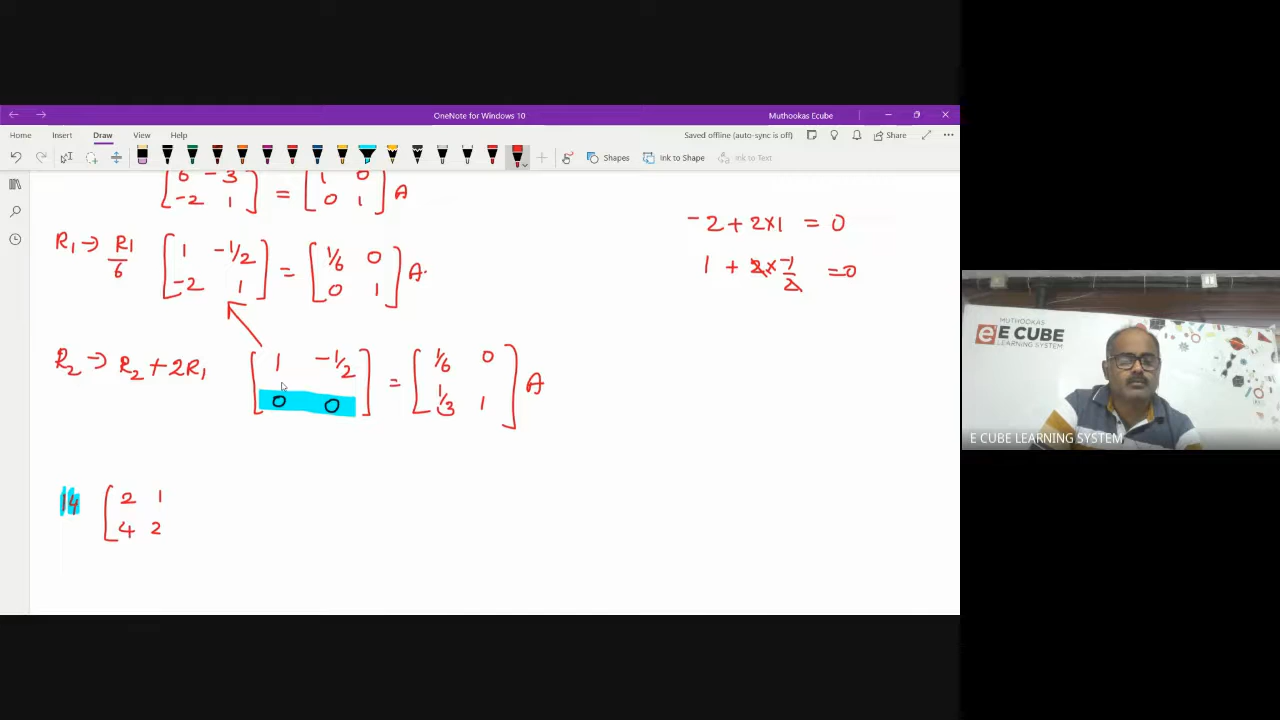 OneNote for Windows 10
Muthookas Ecube
Home Insert Draw View Help
Saved offline (auto-sync is off)
Share
Shapes
Ink to Shape
Ink to Text
[6 -3
-2 1] = [1 0
0 1] A
R1 → R1/6 [1 -1/2
-2 1] = [1/6 0
0 1] A.
R2 → R2 + 2R1 [1 -1/2
0 0] = [1/6 0
1/3 1] A
14 [2 1
4 2
-2 + 2×1 = 0
1 + 2×-1/2 = 0
MUTHOOKAS
e E CUBE
LEARNING SYSTEM
E CUBE LEARNING SYSTEM